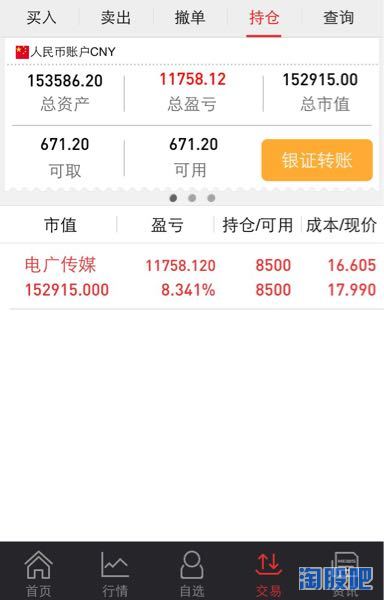 买入 卖出 撤单 持仓 查询
人民币账户CNY
153586.20 11758.12 152915.00
总资产 总盈亏 总市值
671.20 671.20 银证转账
可取 可用
市值 盈亏 持仓/可用 成本/现价
电广传媒 11758.120 8500 16.605
152915.000 8.341% 8500 17.990
首页 行情 自选 交易 资讯
淘股吧